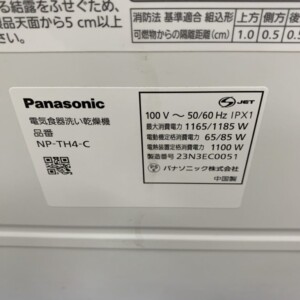 る結露をふせぐため、
品天面から5 cm以上
消防法 基準適合 組込形
可燃物からの隔離距離(cm)
上方 側方
1.0 0.5 0.5
Panasonic
電気食器洗い乾燥機
品番
NP-TH4-C
S JET
100 V ～ 50/60 Hz IPX1
最大消費電力 1165/1185 W
電動機定格消費電力 65/85 W
電熱装置定格消費電力 1100 W
製造番号 23N3EC0051
パナソニック株式会社
中国製